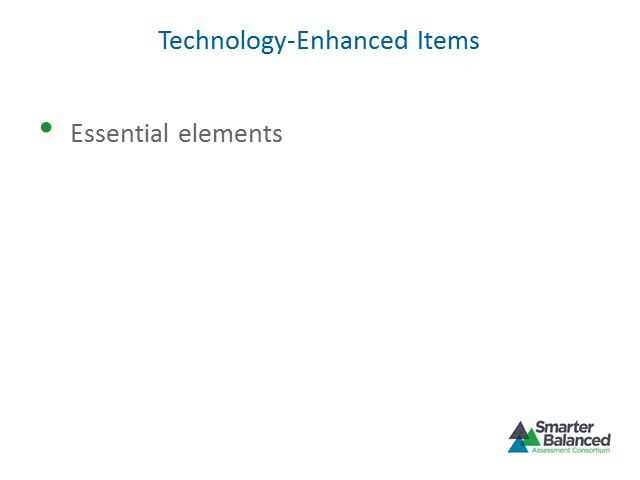 Technology-Enhanced Items
• Essential elements
Smarter
Balanced
Assessment Consortium